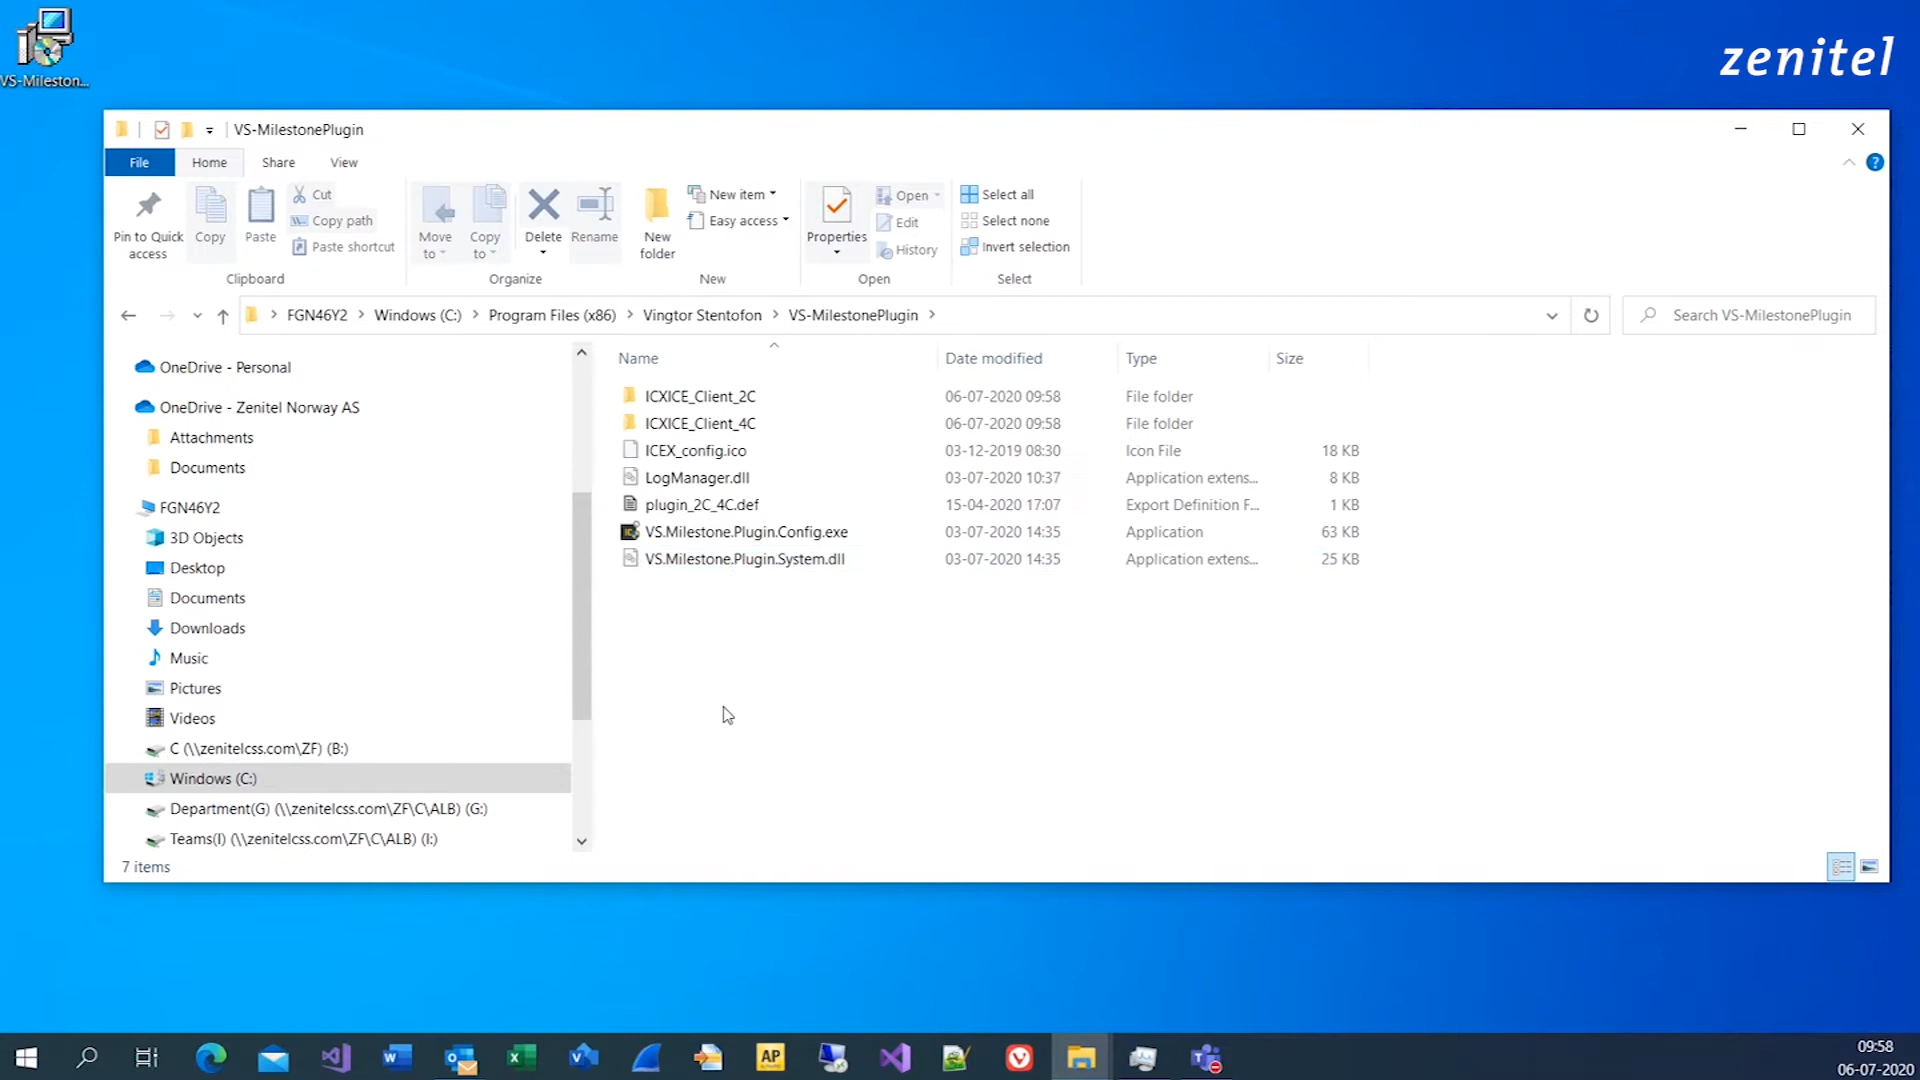 VS-Mileston...
zenitel
VS-MilestonePlugin
File Home Share View
Pin to Quick access
Copy
Paste
Cut
Copy path
Paste shortcut
Clipboard
Move to
Copy to
Delete
Rename
Organize
New folder
New item
Easy access
New
Properties
Open
Edit
History
Open
Select all
Select none
Invert selection
Select
FGN46Y2 > Windows (C:) > Program Files (x86) > Vingtor Stentofon > VS-MilestonePlugin >
Search VS-MilestonePlugin
OneDrive - Personal
OneDrive - Zenitel Norway AS
Attachments
Documents
FGN46Y2
3D Objects
Desktop
Documents
Downloads
Music
Pictures
Videos
C (\\zenitelcss.com\ZF) (B:)
Windows (C:)
Department(G) (\\zenitelcss.com\ZF\C\ALB) (G:)
Teams(I) (\\zenitelcss.com\ZF\C\ALB) (I:)
Name Date modified Type Size
ICXICE_Client_2C 06-07-2020 09:58 File folder
ICXICE_Client_4C 06-07-2020 09:58 File folder
ICEX_config.ico 03-12-2019 08:30 Icon File 18 KB
LogManager.dll 03-07-2020 10:37 Application extens... 8 KB
plugin_2C_4C.def 15-04-2020 17:07 Export Definition F... 1 KB
VS.Milestone.Plugin.Config.exe 03-07-2020 14:35 Application 63 KB
VS.Milestone.Plugin.System.dll 03-07-2020 14:35 Application extens... 25 KB
7 items
AP
09:58
06-07-2020